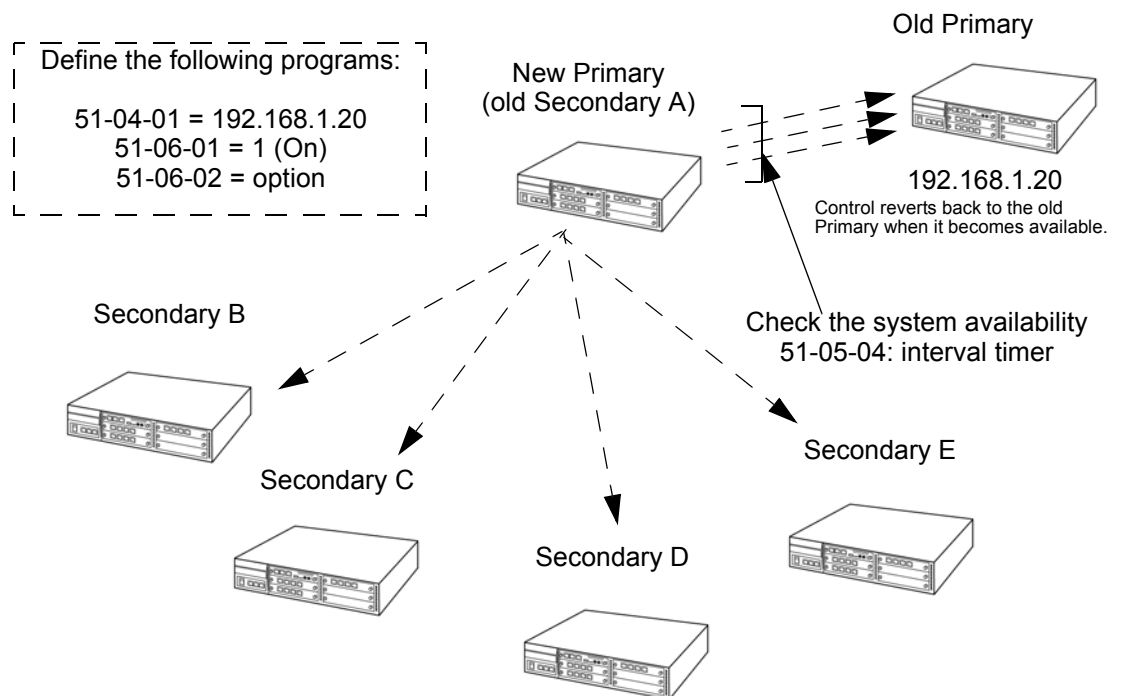 Define the following programs:
51-04-01 = 192.168.1.20
51-06-01 = 1 (On)
51-06-02 = option
New Primary
(old Secondary A)
Old Primary
192.168.1.20
Control reverts back to the old
Primary when it becomes available.
Check the system availability
51-05-04: interval timer
Secondary B
Secondary C
Secondary D
Secondary E